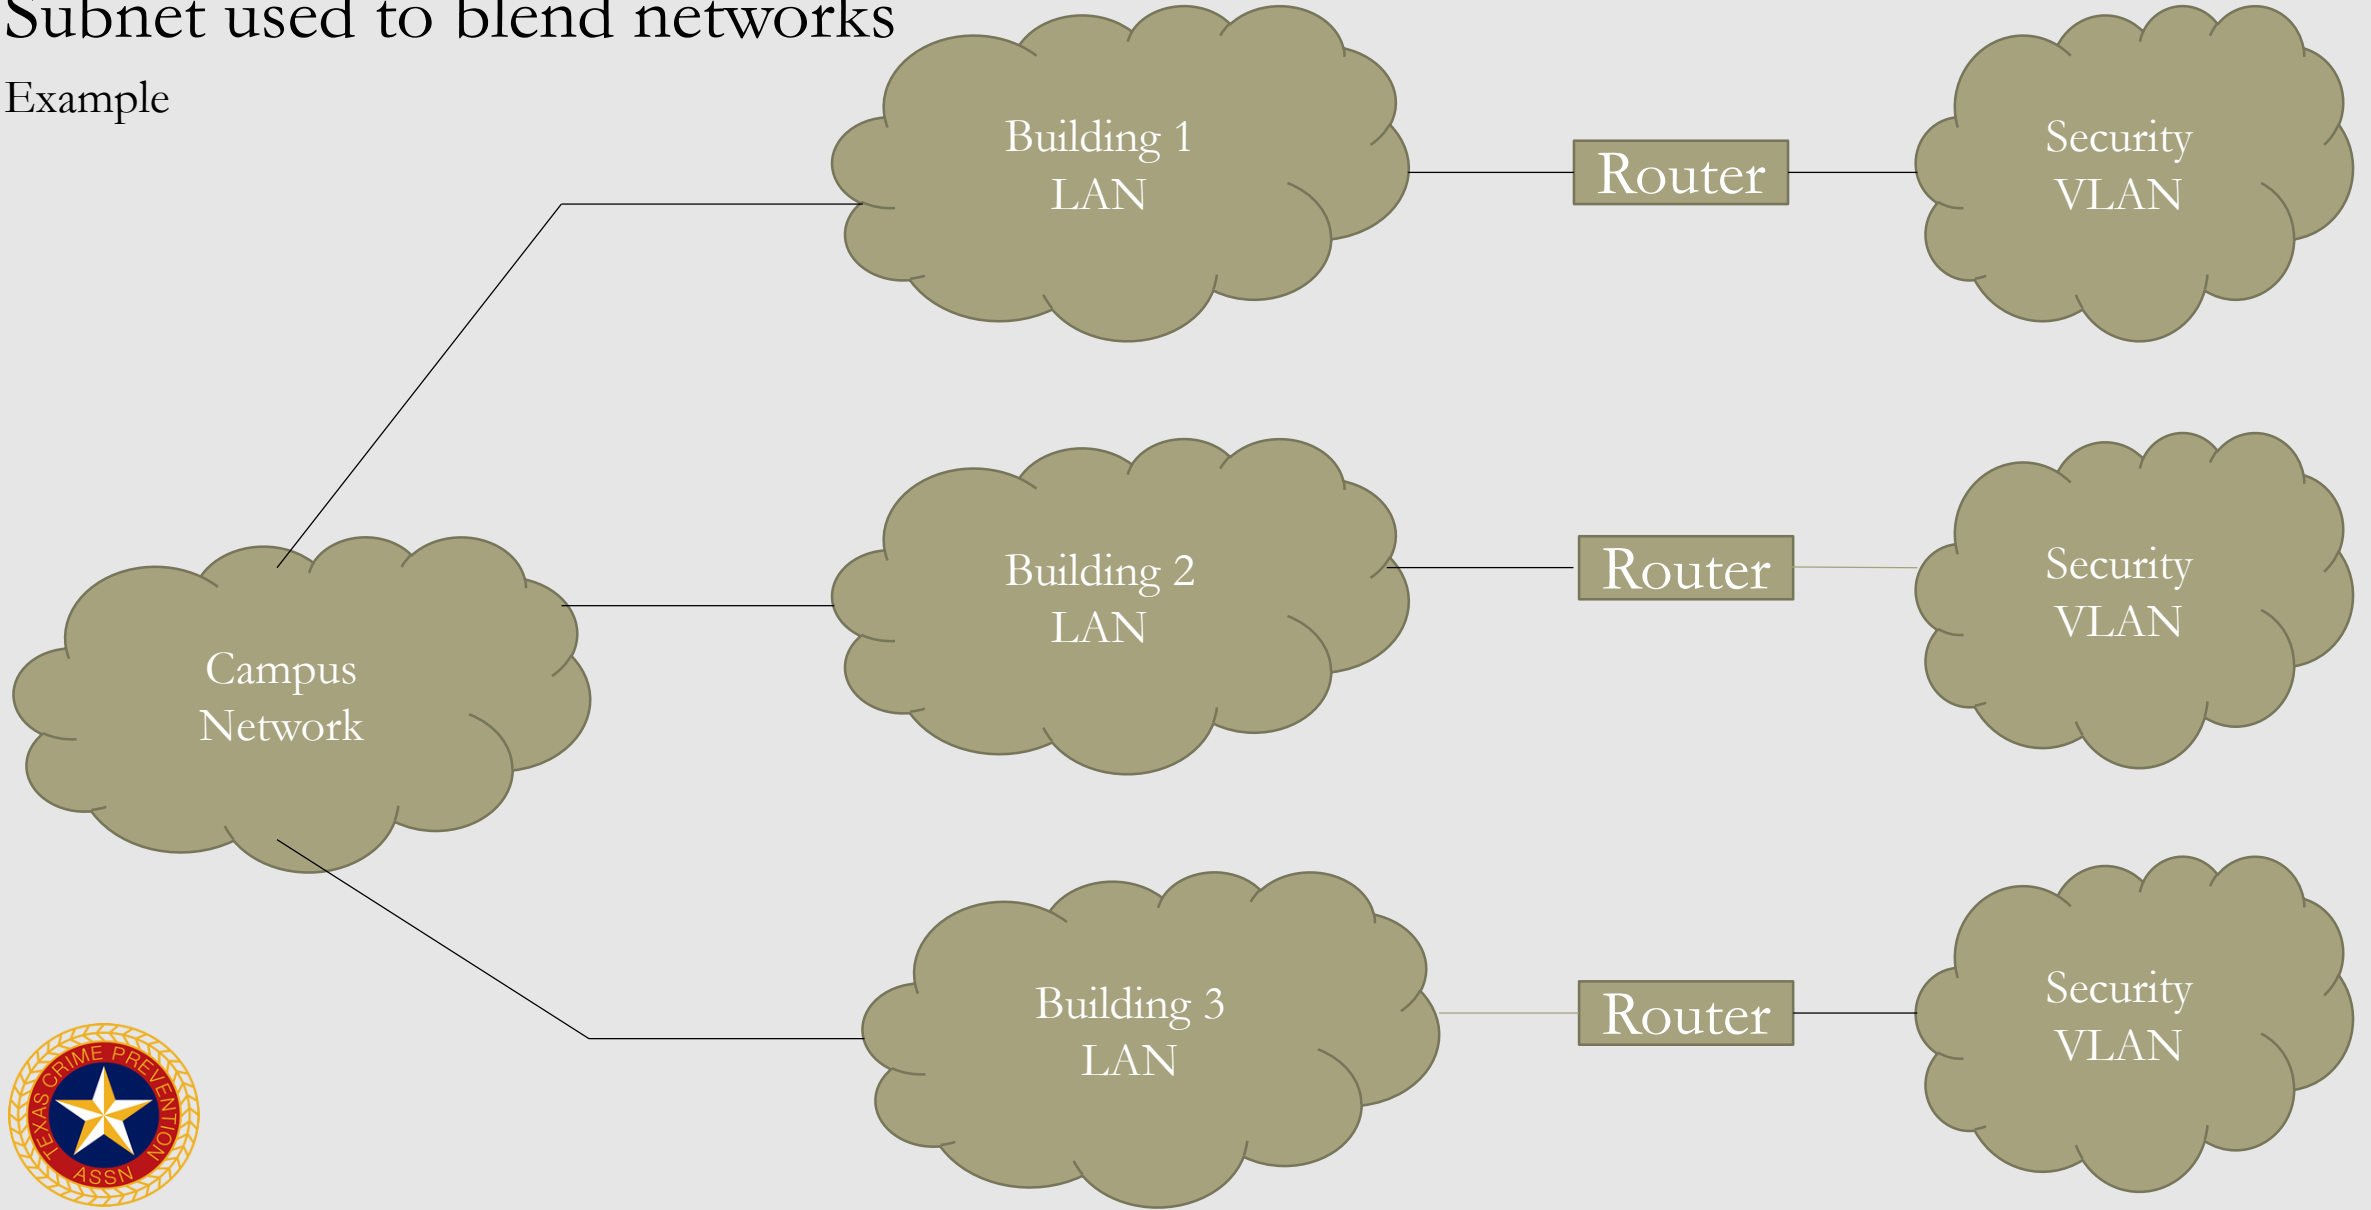 Subnet used to blend networks
Example
Building 1
LAN
Router
Security
VLAN
Building 2
LAN
Router
Security
VLAN
Campus
Network
Building 3
LAN
Router
Security
VLAN
TEXAS CRIME PREVENTION
ASSN